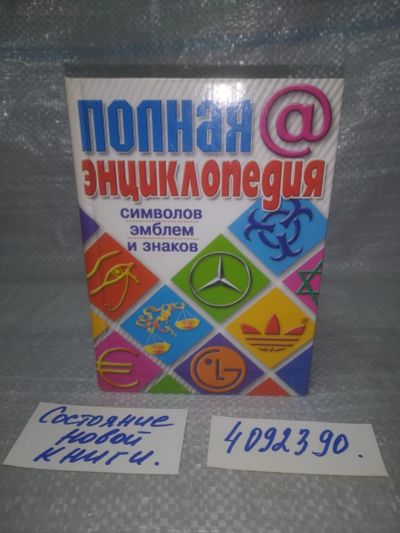 полная @
энциклопедия
символов
эмблем
и знаков
€
LG
Состояние
новой
книги.
4092390.